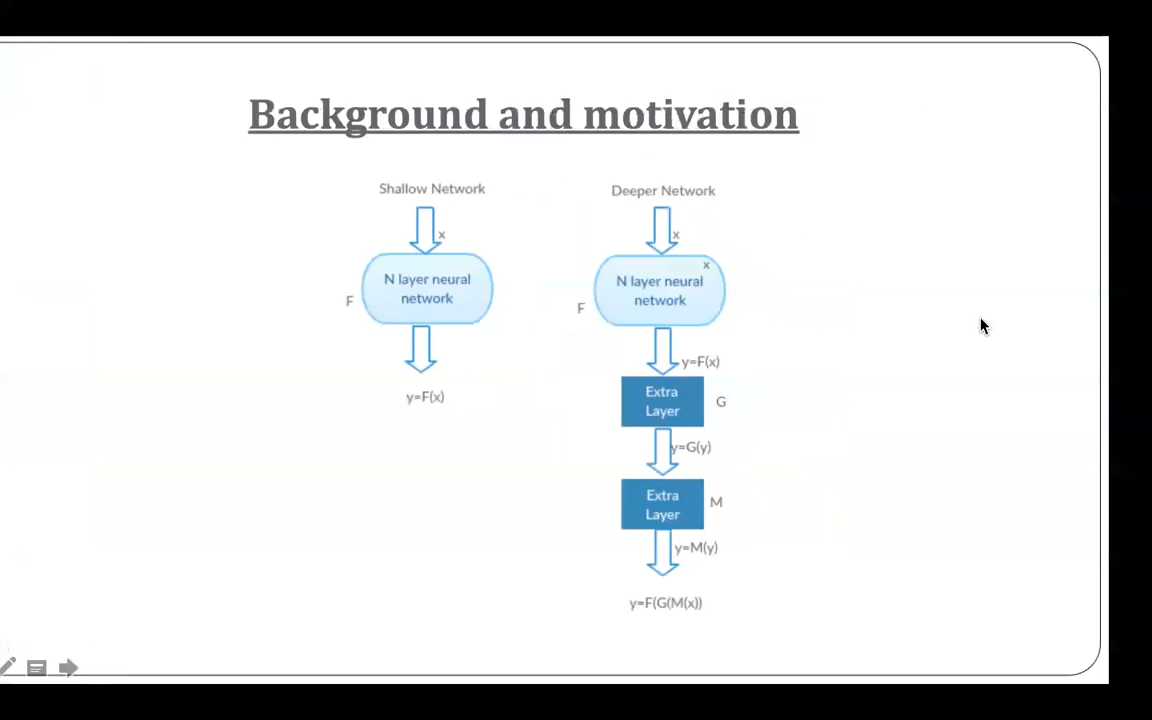 Background and motivation
Shallow Network
x
N layer neural
network
F
y=F(x)
Deeper Network
x
x
N layer neural
network
F
y=F(x)
Extra
Layer
G
y=G(y)
Extra
Layer
M
y=M(y)
y=F(G(M(x))